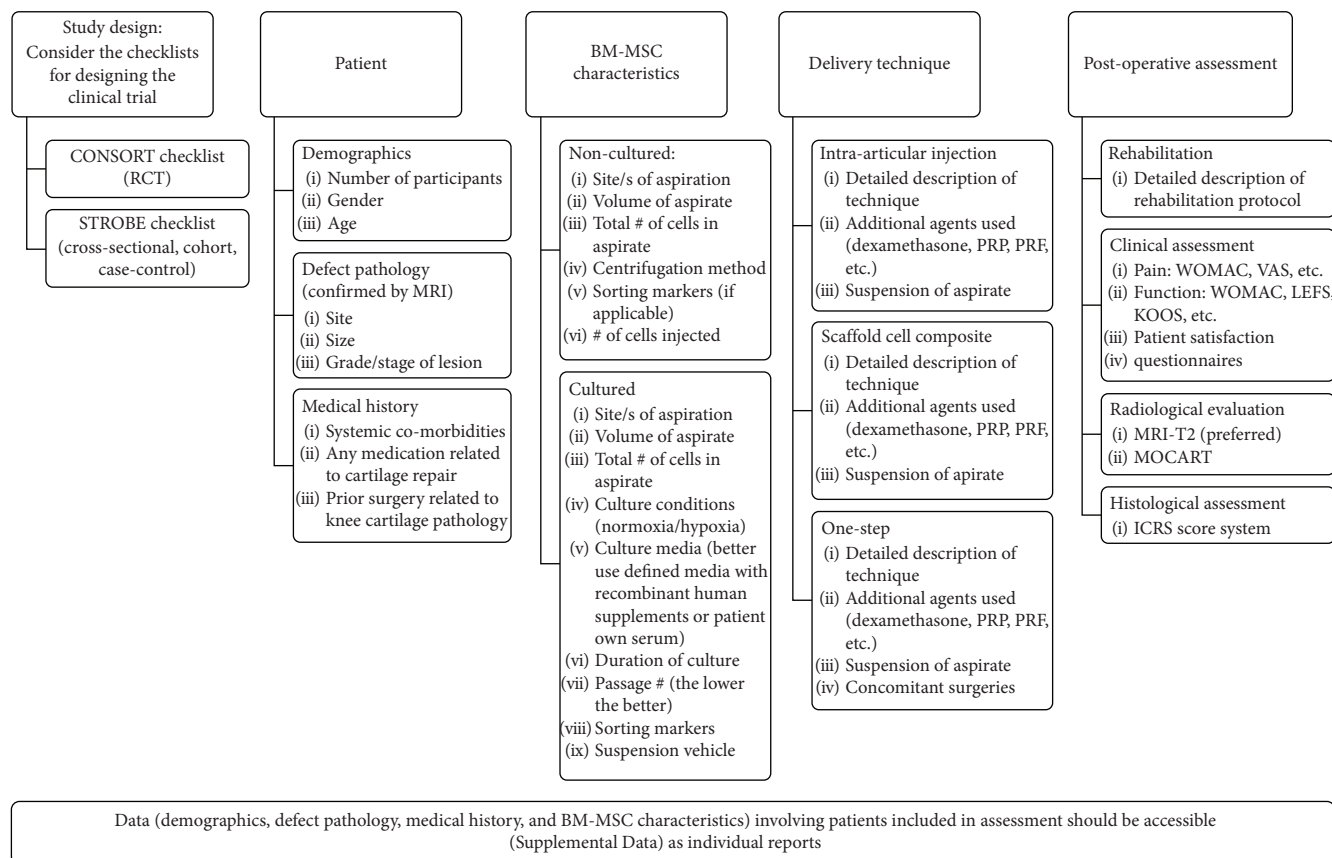 Study design:
Consider the checklists
for designing the
clinical trial
CONSORT checklist
(RCT)
STROBE checklist
(cross-sectional, cohort,
case-control)
Patient
Demographics
(i) Number of participants
(ii) Gender
(iii) Age
Defect pathology
(confirmed by MRI)
(i) Site
(ii) Size
(iii) Grade/stage of lesion
Medical history
(i) Systemic co-morbidities
(ii) Any medication related
to cartilage repair
(iii) Prior surgery related to
knee cartilage pathology
BM-MSC
characteristics
Non-cultured:
(i) Site/s of aspiration
(ii) Volume of aspirate
(iii) Total # of cells in
aspirate
(iv) Centrifugation method
(v) Sorting markers (if
applicable)
(vi) # of cells injected
Cultured
(i) Site/s of aspiration
(ii) Volume of aspirate
(iii) Total # of cells in
aspirate
(iv) Culture conditions
(normoxia/hypoxia)
(v) Culture media (better
use defined media with
recombinant human
supplements or patient
own serum)
(vi) Duration of culture
(vii) Passage # (the lower
the better)
(viii) Sorting markers
(ix) Suspension vehicle
Delivery technique
Intra-articular injection
(i) Detailed description of
technique
(ii) Additional agents used
(dexamethasone, PRP, PRF,
etc.)
(iii) Suspension of aspirate
Scaffold cell composite
(i) Detailed description of
technique
(ii) Additional agents used
(dexamethasone, PRP, PRF,
etc.)
(iii) Suspension of apirate
One-step
(i) Detailed description of
technique
(ii) Additional agents used
(dexamethasone, PRP, PRF,
etc.)
(iii) Suspension of aspirate
(iv) Concomitant surgeries
Post-operative assessment
Rehabilitation
(i) Detailed description of
rehabilitation protocol
Clinical assessment
(i) Pain: WOMAC, VAS, etc.
(ii) Function: WOMAC, LEFS,
KOOS, etc.
(iii) Patient satisfaction
(iv) questionnaires
Radiological evaluation
(i) MRI-T2 (preferred)
(ii) MOCART
Histological assessment
(i) ICRS score system
Data (demographics, defect pathology, medical history, and BM-MSC characteristics) involving patients included in assessment should be accessible
(Supplemental Data) as individual reports